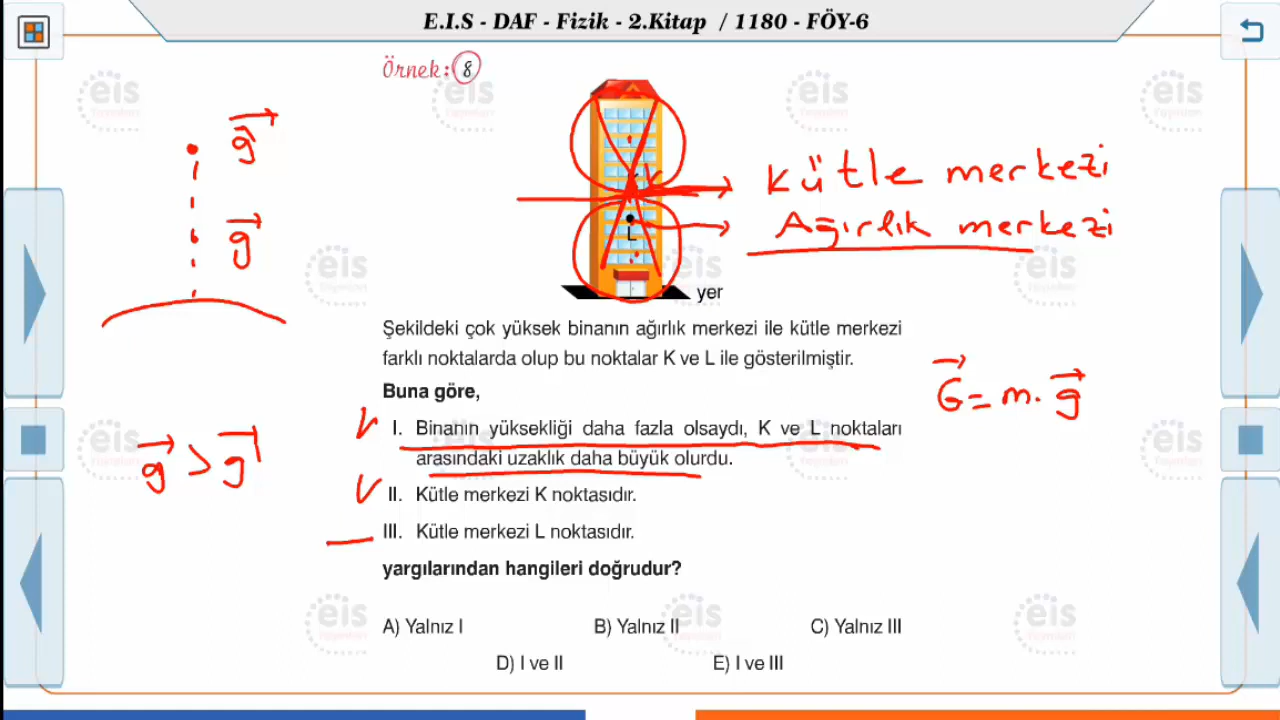 E.I.S - DAF - Fizik - 2.Kitap / 1180 - FÖY-6
Örnek: 8
eis
Yayınları
g
g
K
L
Kütle merkezi
Ağırlık merkezi
yer
Şekildeki çok yüksek binanın ağırlık merkezi ile kütle merkezi
farklı noktalarda olup bu noktalar K ve L ile gösterilmiştir.
Buna göre,
G = m. g
I. Binanın yüksekliği daha fazla olsaydı, K ve L noktaları
arasındaki uzaklık daha büyük olurdu.
g > g'
II. Kütle merkezi K noktasıdır.
III. Kütle merkezi L noktasıdır.
yargılarından hangileri doğrudur?
A) Yalnız I B) Yalnız II C) Yalnız III
D) I ve II E) I ve III